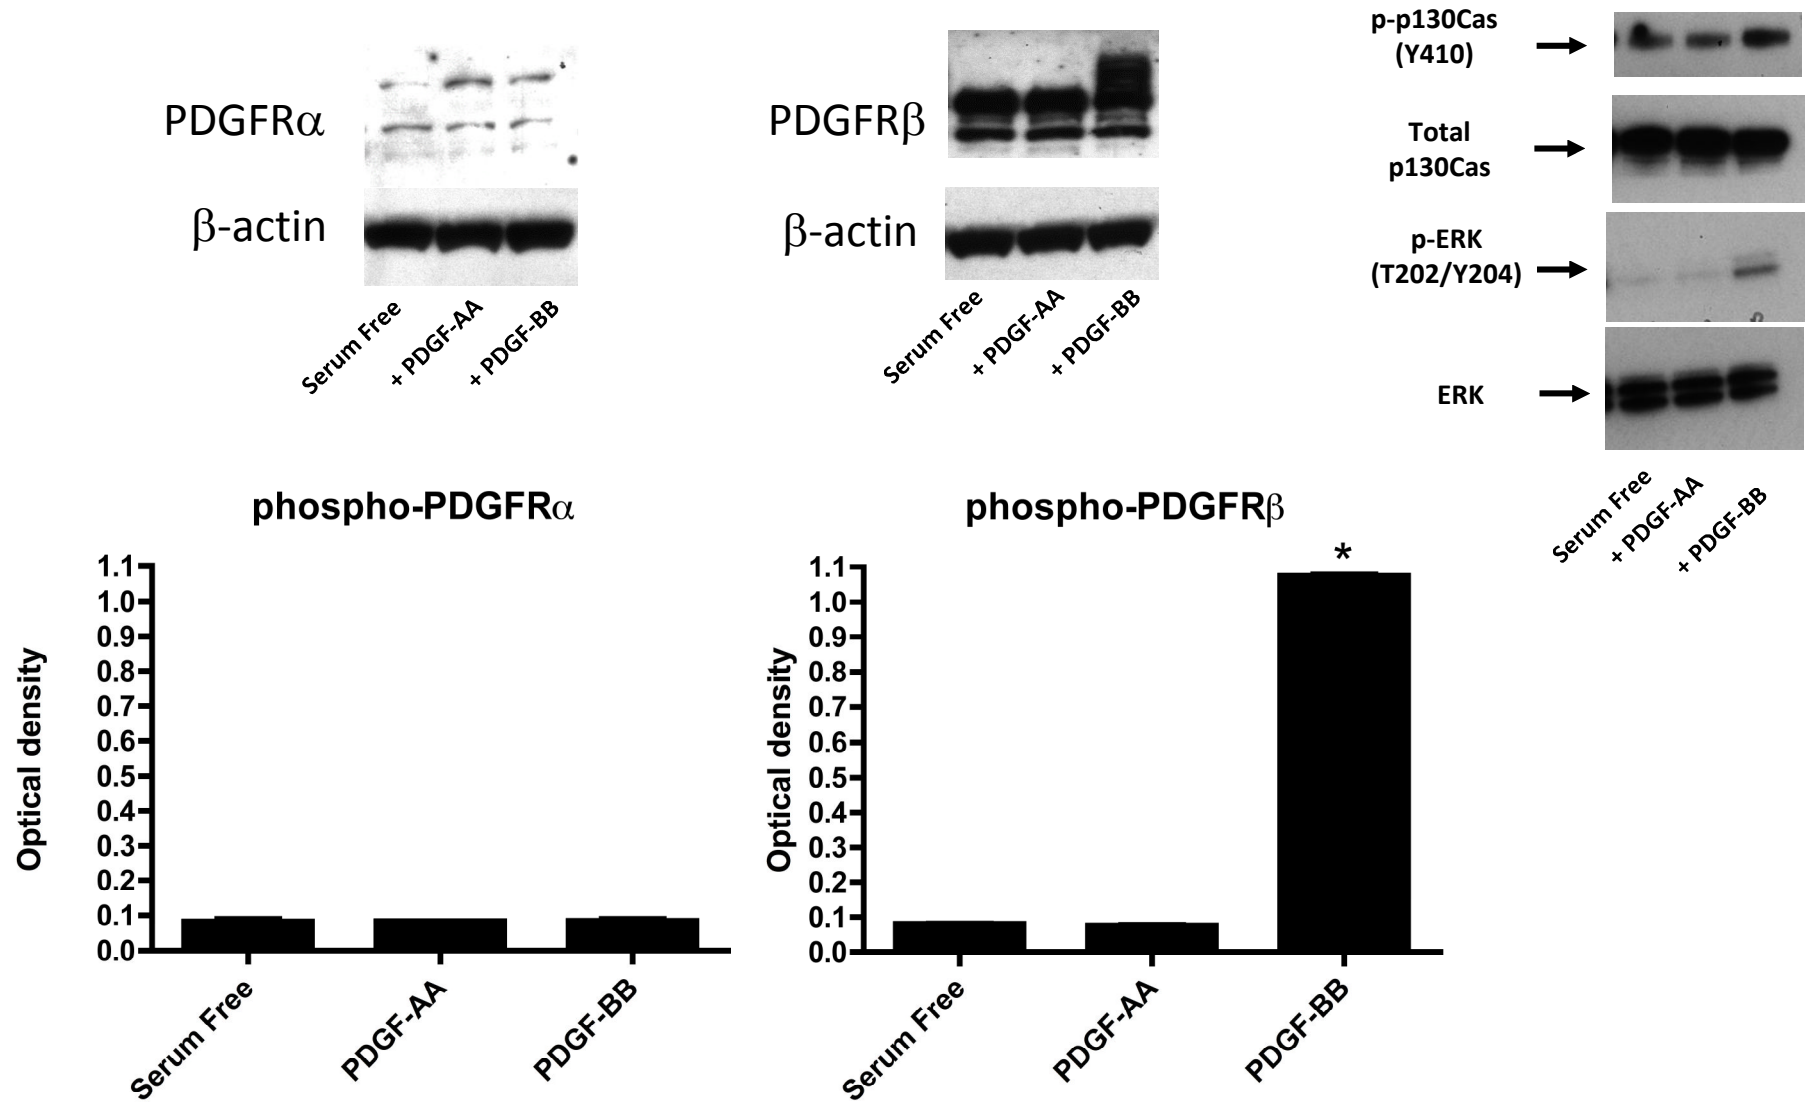 PDGFRα
β-actin
Serum Free
+ PDGF-AA
+ PDGF-BB
PDGFRβ
β-actin
Serum Free
+ PDGF-AA
+ PDGF-BB
p-p130Cas
(Y410)
Total
p130Cas
p-ERK
(T202/Y204)
ERK
Serum Free
+ PDGF-AA
+ PDGF-BB
phospho-PDGFRα
Optical density
1.1
1.0
0.9
0.8
0.7
0.6
0.5
0.4
0.3
0.2
0.1
0.0
Serum Free
PDGF-AA
PDGF-BB
phospho-PDGFRβ
*
Optical density
1.1
1.0
0.9
0.8
0.7
0.6
0.5
0.4
0.3
0.2
0.1
0.0
Serum Free
PDGF-AA
PDGF-BB